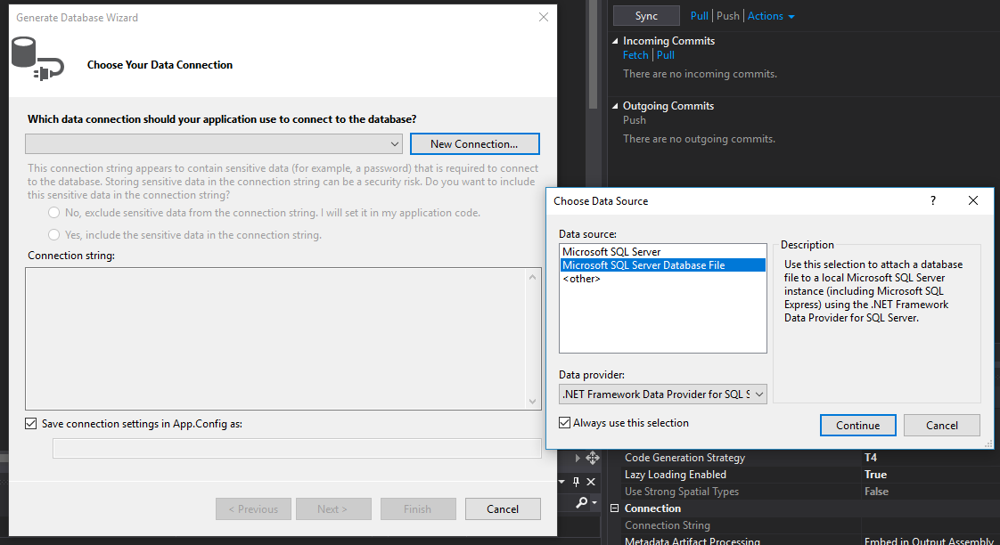 Generate Database Wizard
Choose Your Data Connection
Which data connection should your application use to connect to the database?
New Connection...
This connection string appears to contain sensitive data (for example, a password) that is required to connect
to the database. Storing sensitive data in the connection string can be a security risk. Do you want to include
this sensitive data in the connection string?
No, exclude sensitive data from the connection string. I will set it in my application code.
Yes, include the sensitive data in the connection string.
Connection string:
Save connection settings in App.Config as:
< Previous
Next >
Finish
Cancel
Sync
Pull | Push | Actions
Incoming Commits
Fetch | Pull
There are no incoming commits.
Outgoing Commits
Push
There are no outgoing commits.
Choose Data Source
?
Data source:
Microsoft SQL Server
Microsoft SQL Server Database File
<other>
Description
Use this selection to attach a database
file to a local Microsoft SQL Server
instance (including Microsoft SQL
Express) using the .NET Framework
Data Provider for SQL Server.
Data provider:
.NET Framework Data Provider for SQL S
Always use this selection
Continue
Cancel
Code Generation Strategy T4
Lazy Loading Enabled True
Use Strong Spatial Types False
Connection
Connection String
Metadata Artifact Processing Embed in Output Assembly